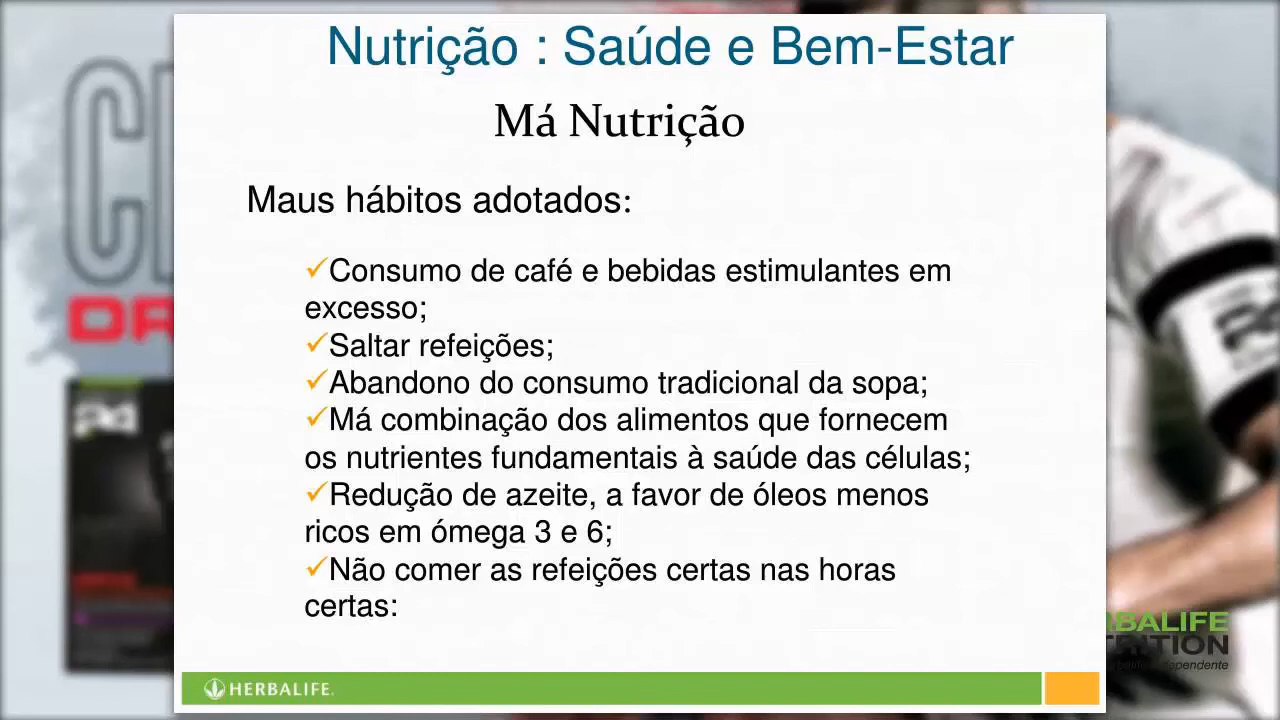 Nutrição : Saúde e Bem-Estar
Má Nutrição
Maus hábitos adotados:
✓Consumo de café e bebidas estimulantes em
excesso;
✓Saltar refeições;
✓Abandono do consumo tradicional da sopa;
✓Má combinação dos alimentos que fornecem
os nutrientes fundamentais à saúde das células;
✓Redução de azeite, a favor de óleos menos
ricos em ómega 3 e 6;
✓Não comer as refeições certas nas horas
certas:
HERBALIFE